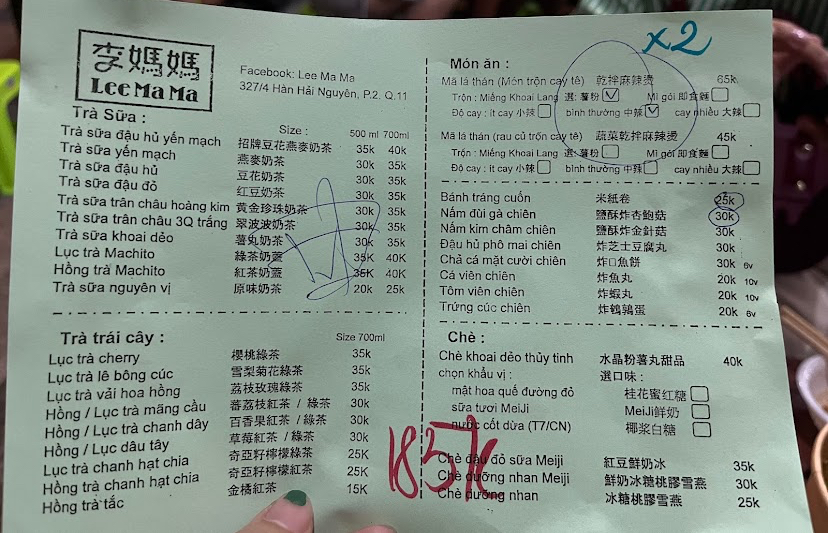 李媽媽
Lee Ma Ma
Facebook: Lee Ma Ma
327/4 Hàn Hải Nguyên, P.2. Q.11
Trà Sữa :
Size : 500 ml 700ml
Trà sữa đậu hủ yến mạch 招牌豆花燕麥奶茶 35k 40k
Trà sữa yến mạch 燕麥奶茶 30k 35k
Trà sữa đậu hủ 豆花奶茶 30k 35k
Trà sữa đậu đỏ 紅豆奶茶 30k 35k
Trà sữa trân châu hoàng kim 黃金珍珠奶茶 30k 35k
Trà sữa trân châu 3Q trắng 翠波波奶茶 30k 35k
Trà sữa khoai dẻo 薯丸奶茶 30k 35k
Lục trà Machito 綠茶奶蓋 35K 40K
Hồng trà Machito 紅茶奶蓋 35K 40K
Trà sữa nguyên vị 原味奶茶 20k 25k
Trà trái cây :
Size 700ml
Lục trà cherry 櫻桃綠茶 35k
Lục trà lê bông cúc 雪梨菊花綠茶 35k
Lục trà vải hoa hồng 荔枝玫瑰綠茶 35k
Hồng / Lục trà mãng cầu 蕃荔枝紅茶 / 綠茶 30k
Hồng / Lục trà chanh dây 百香果紅茶 / 綠茶 30k
Hồng / Lục dâu tây 草莓紅茶 / 綠茶 30k
Lục trà chanh hạt chia 奇亞籽檸檬綠茶 25K
Hồng trà chanh hạt chia 奇亞籽檸檬紅茶 25K
Hồng trà tắc 金橘紅茶 15K
x2
Món ăn :
Mã lá thán (Món trộn cay tê) 乾拌麻辣燙 65k
Trộn : Miếng Khoai Lang 選: 薯粉 Mì gói 即食麵
Độ cay : ít cay 小辣 bình thường 中辣 cay nhiều 大辣
Mã lá thán (rau củ trộn cay tê) 蔬菜乾拌麻辣燙 45k
Trộn : Miếng Khoai Lang 選: 薯粉 Mì gói 即食麵
Độ cay : ít cay 小辣 bình thường 中辣 cay nhiều 大辣
Bánh tráng cuốn 米紙卷 25k
Nấm đùi gà chiên 鹽酥炸杏鮑菇 30k
Nấm kim châm chiên 鹽酥炸金針菇 30k
Đậu hủ phô mai chiên 炸芝士豆腐丸 30k
Chả cá mặt cười chiên 炸□魚餅 30k 6v
Cá viên chiên 炸魚丸 20k 10v
Tôm viên chiên 炸蝦丸 20k 10v
Trứng cúc chiên 炸鵪鶉蛋 20k 6v
Chè :
Chè khoai dẻo thủy tinh 水晶粉薯丸甜品 40k
chọn khẩu vị : 選口味 :
mật hoa quế đường đỏ 桂花蜜红糖
sữa tươi MeiJi MeiJi鲜奶
nước cốt dừa (T7/CN) 椰浆白糖
Chè đậu đỏ sữa Meiji 紅豆鮮奶冰 35k
Chè dưỡng nhan Meiji 鮮奶冰糖桃膠雪燕 30k
Chè dưỡng nhan 冰糖桃膠雪燕 25k
185k